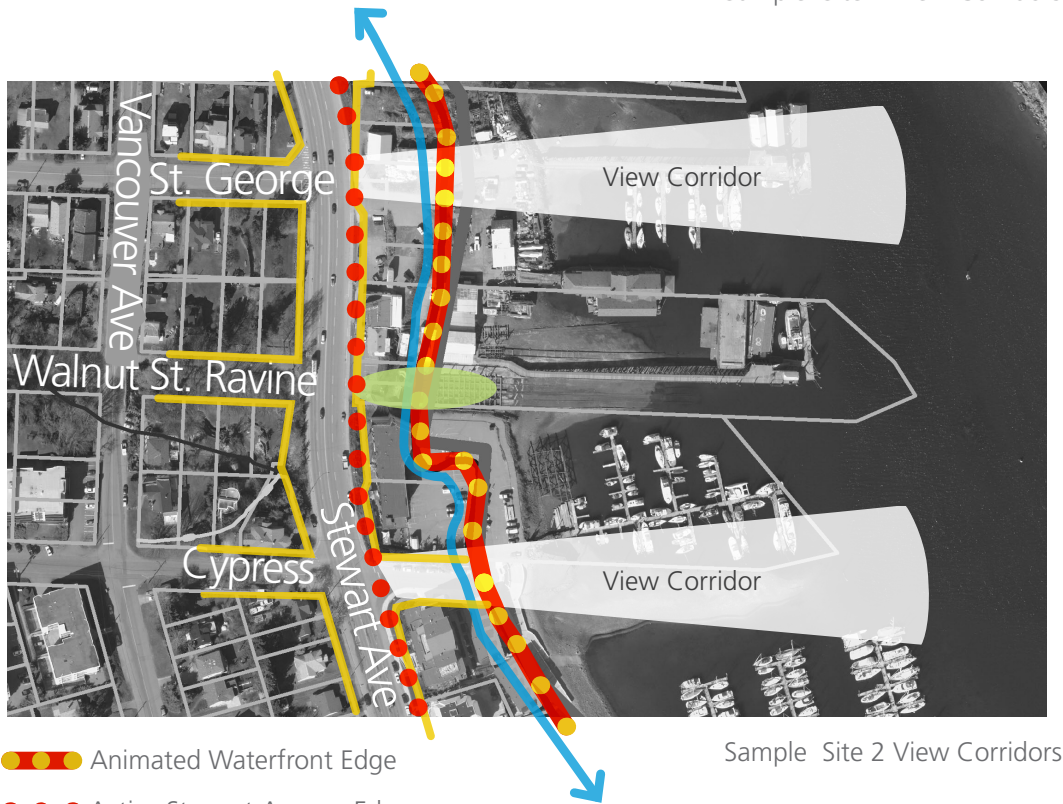 Vancouver Ave
St. George
View Corridor
Walnut St. Ravine
Stewart Ave
Cypress
View Corridor
Animated Waterfront Edge
Sample Site 2 View Corridors